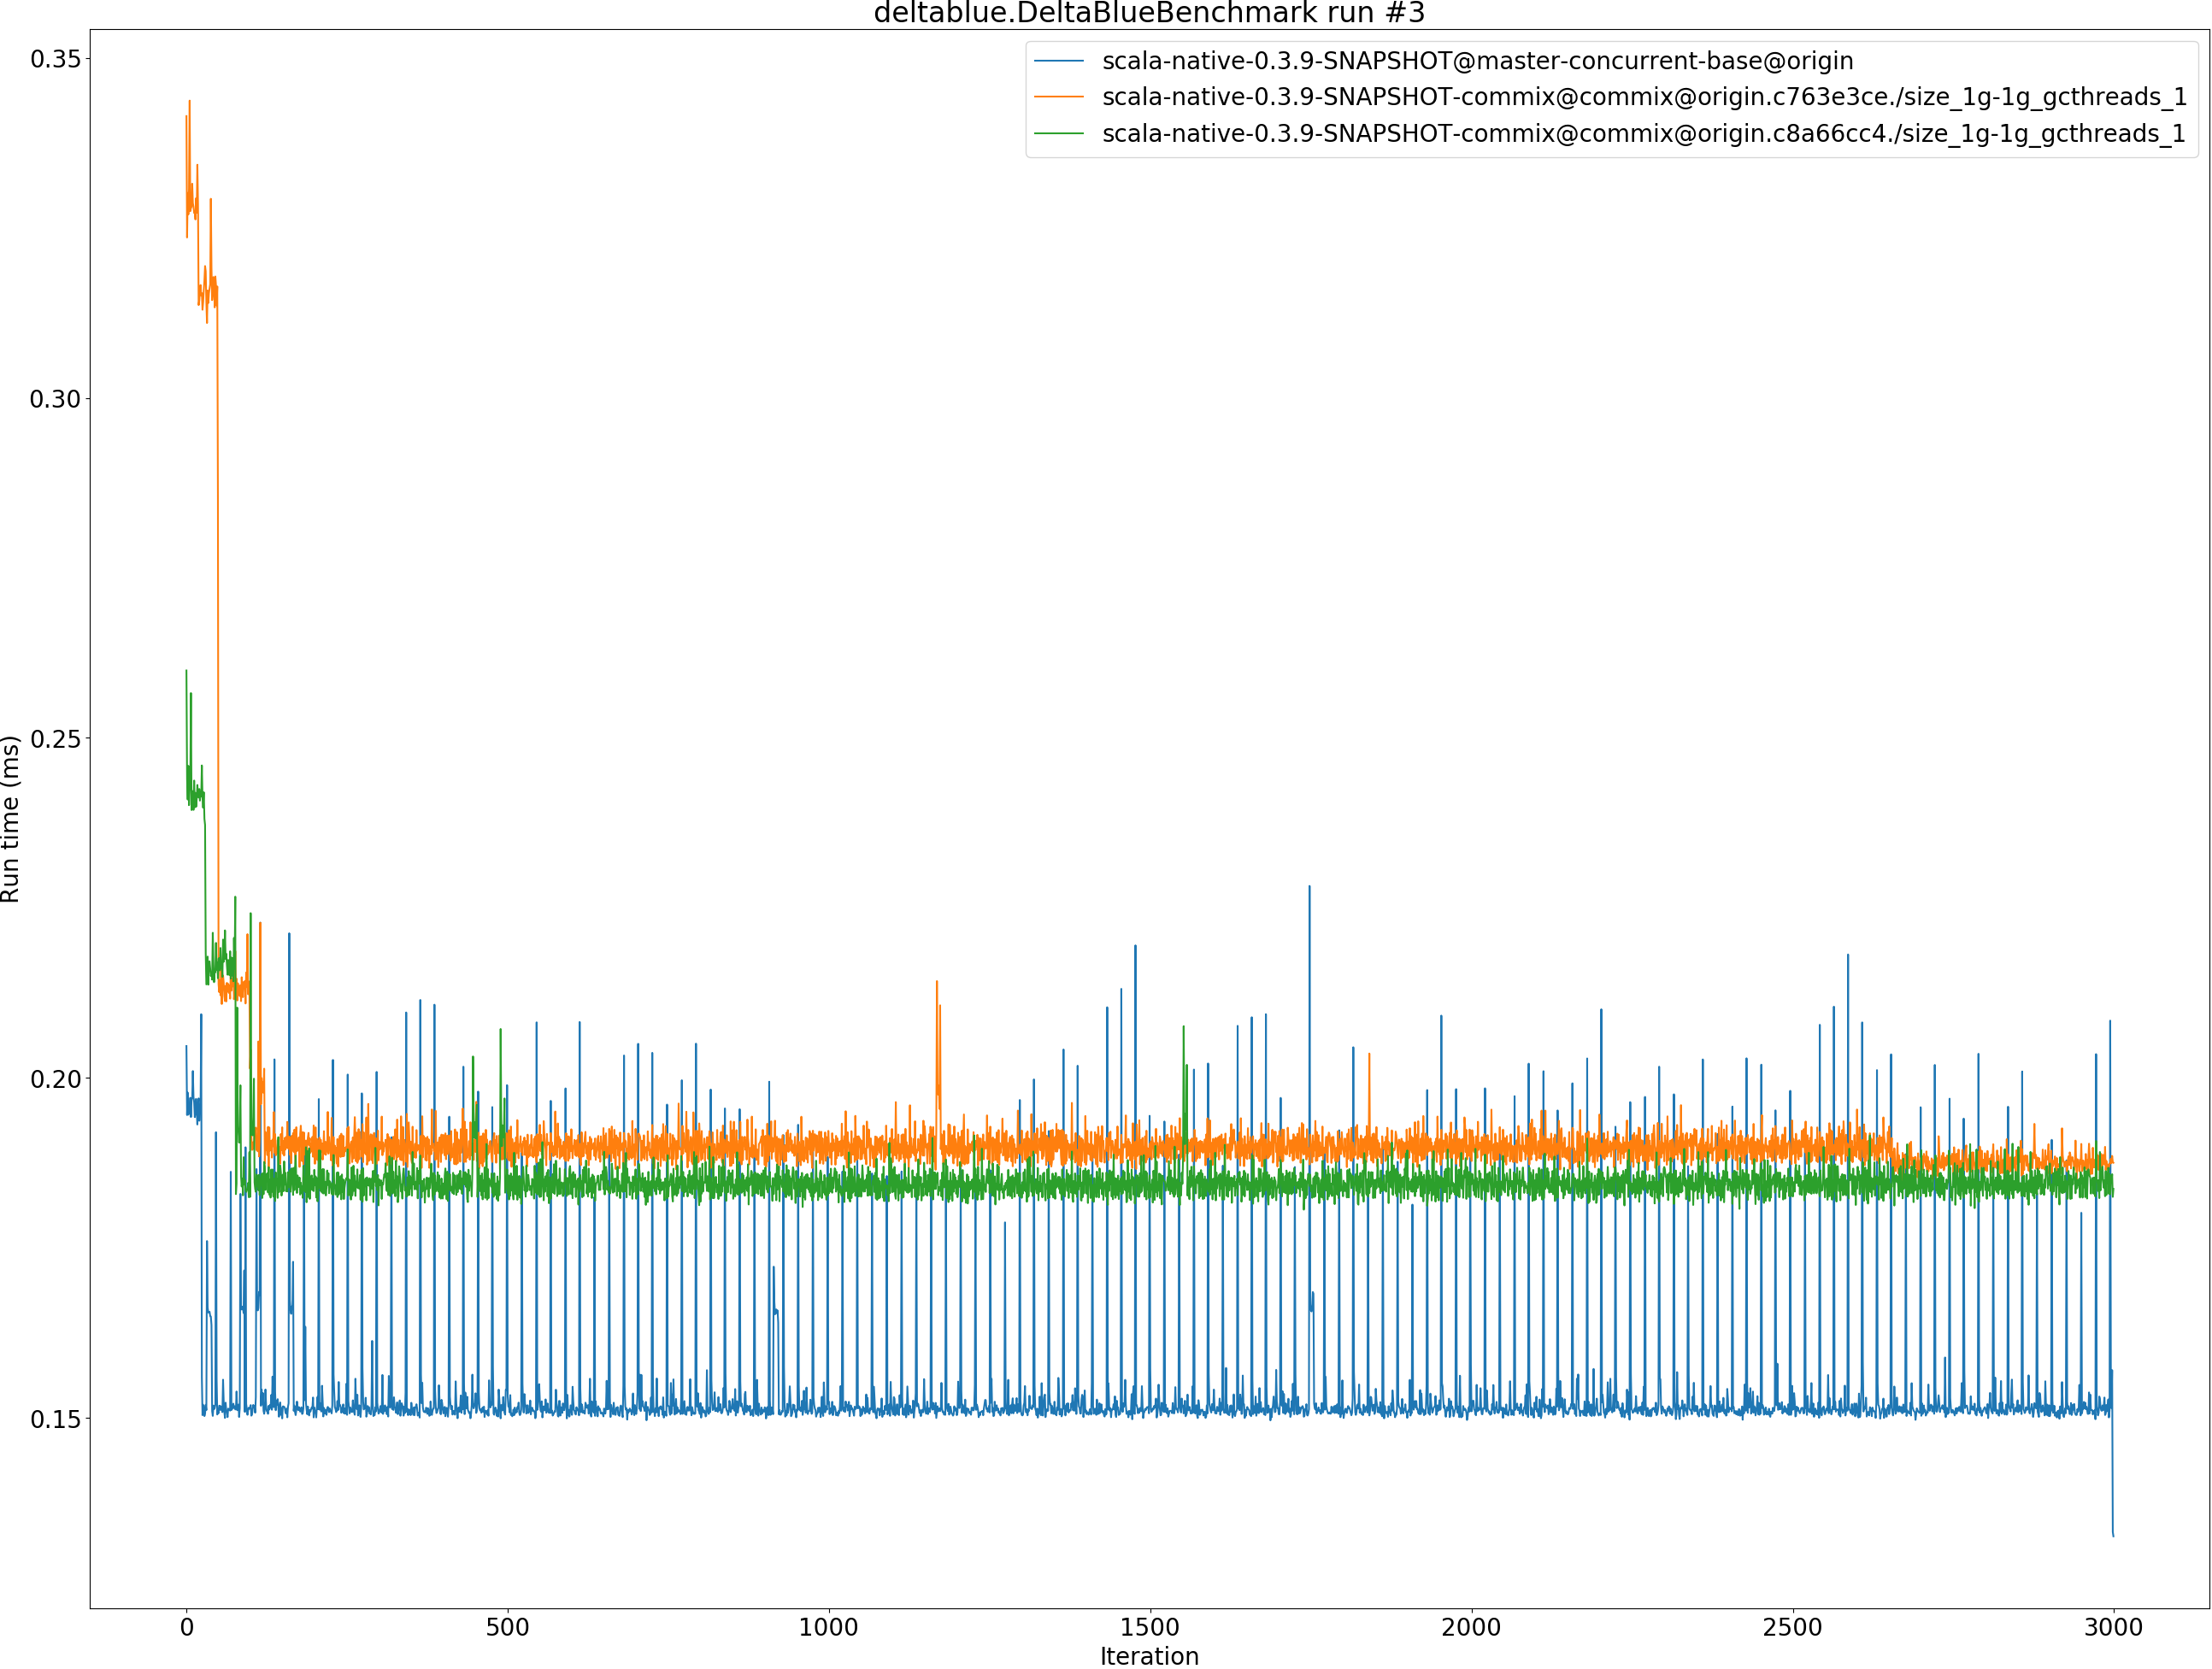 deltablue.DeltaBlueBenchmark run #3
scala-native-0.3.9-SNAPSHOT@master-concurrent-base@origin
scala-native-0.3.9-SNAPSHOT-commix@commix@origin.c763e3ce./size_1g-1g_gcthreads_1
scala-native-0.3.9-SNAPSHOT-commix@commix@origin.c8a66cc4./size_1g-1g_gcthreads_1
Run time (ms)
0.35
0.30
0.25
0.20
0.15
0 500 1000 1500 2000 2500 3000
Iteration